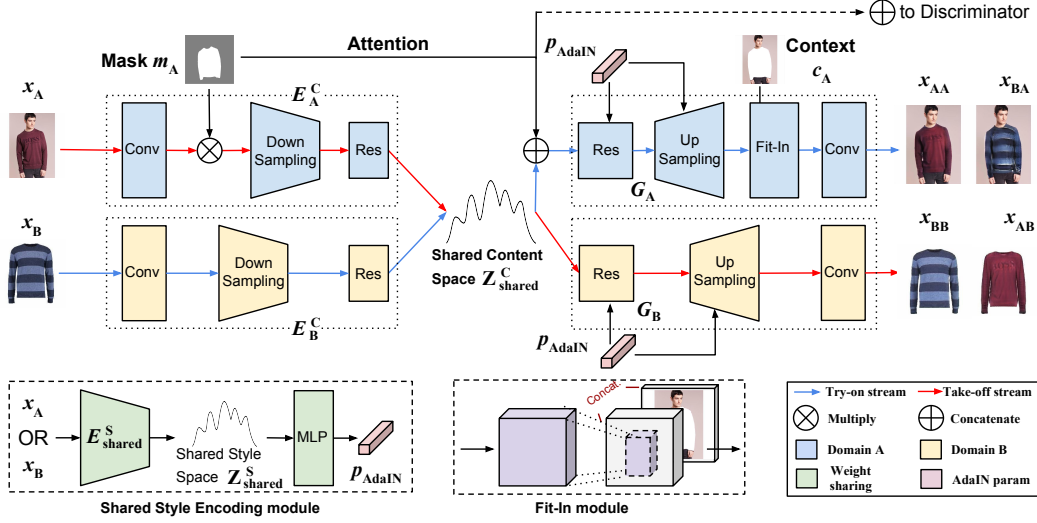 to Discriminator
Attention
Mask m_A
p_AdaIN
Context
c_A
x_A
E_A^C
x_AA
x_BA
Conv
Down
Sampling
Res
Res
Up
Sampling
Fit-In
Conv
G_A
x_B
Shared Content
Space Z_shared^C
x_BB
x_AB
Conv
Down
Sampling
Res
Res
Up
Sampling
Conv
E_B^C
G_B
p_AdaIN
x_A
OR
x_B
E_shared^S
Shared Style
Space Z_shared^S
MLP
p_AdaIN
Shared Style Encoding module
Concat.
Fit-In module
Try-on stream
Take-off stream
Multiply
Concatenate
Domain A
Domain B
Weight
sharing
AdaIN param